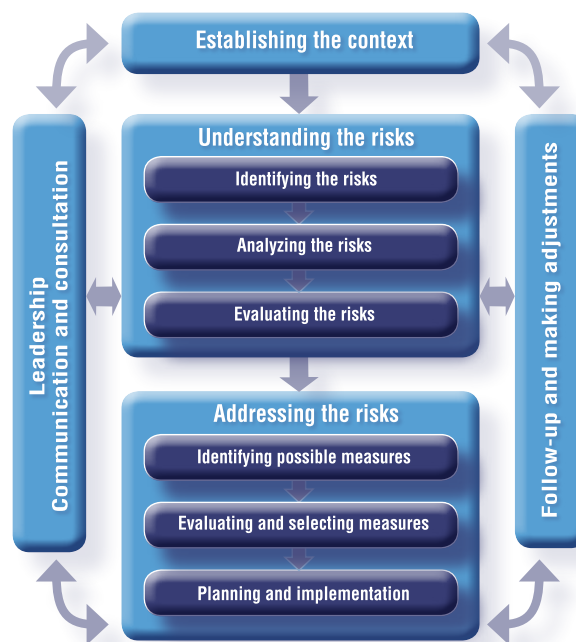 Establishing the context
Leadership
Communication and consultation
Understanding the risks
Identifying the risks
Analyzing the risks
Evaluating the risks
Addressing the risks
Identifying possible measures
Evaluating and selecting measures
Planning and implementation
Follow-up and making adjustments